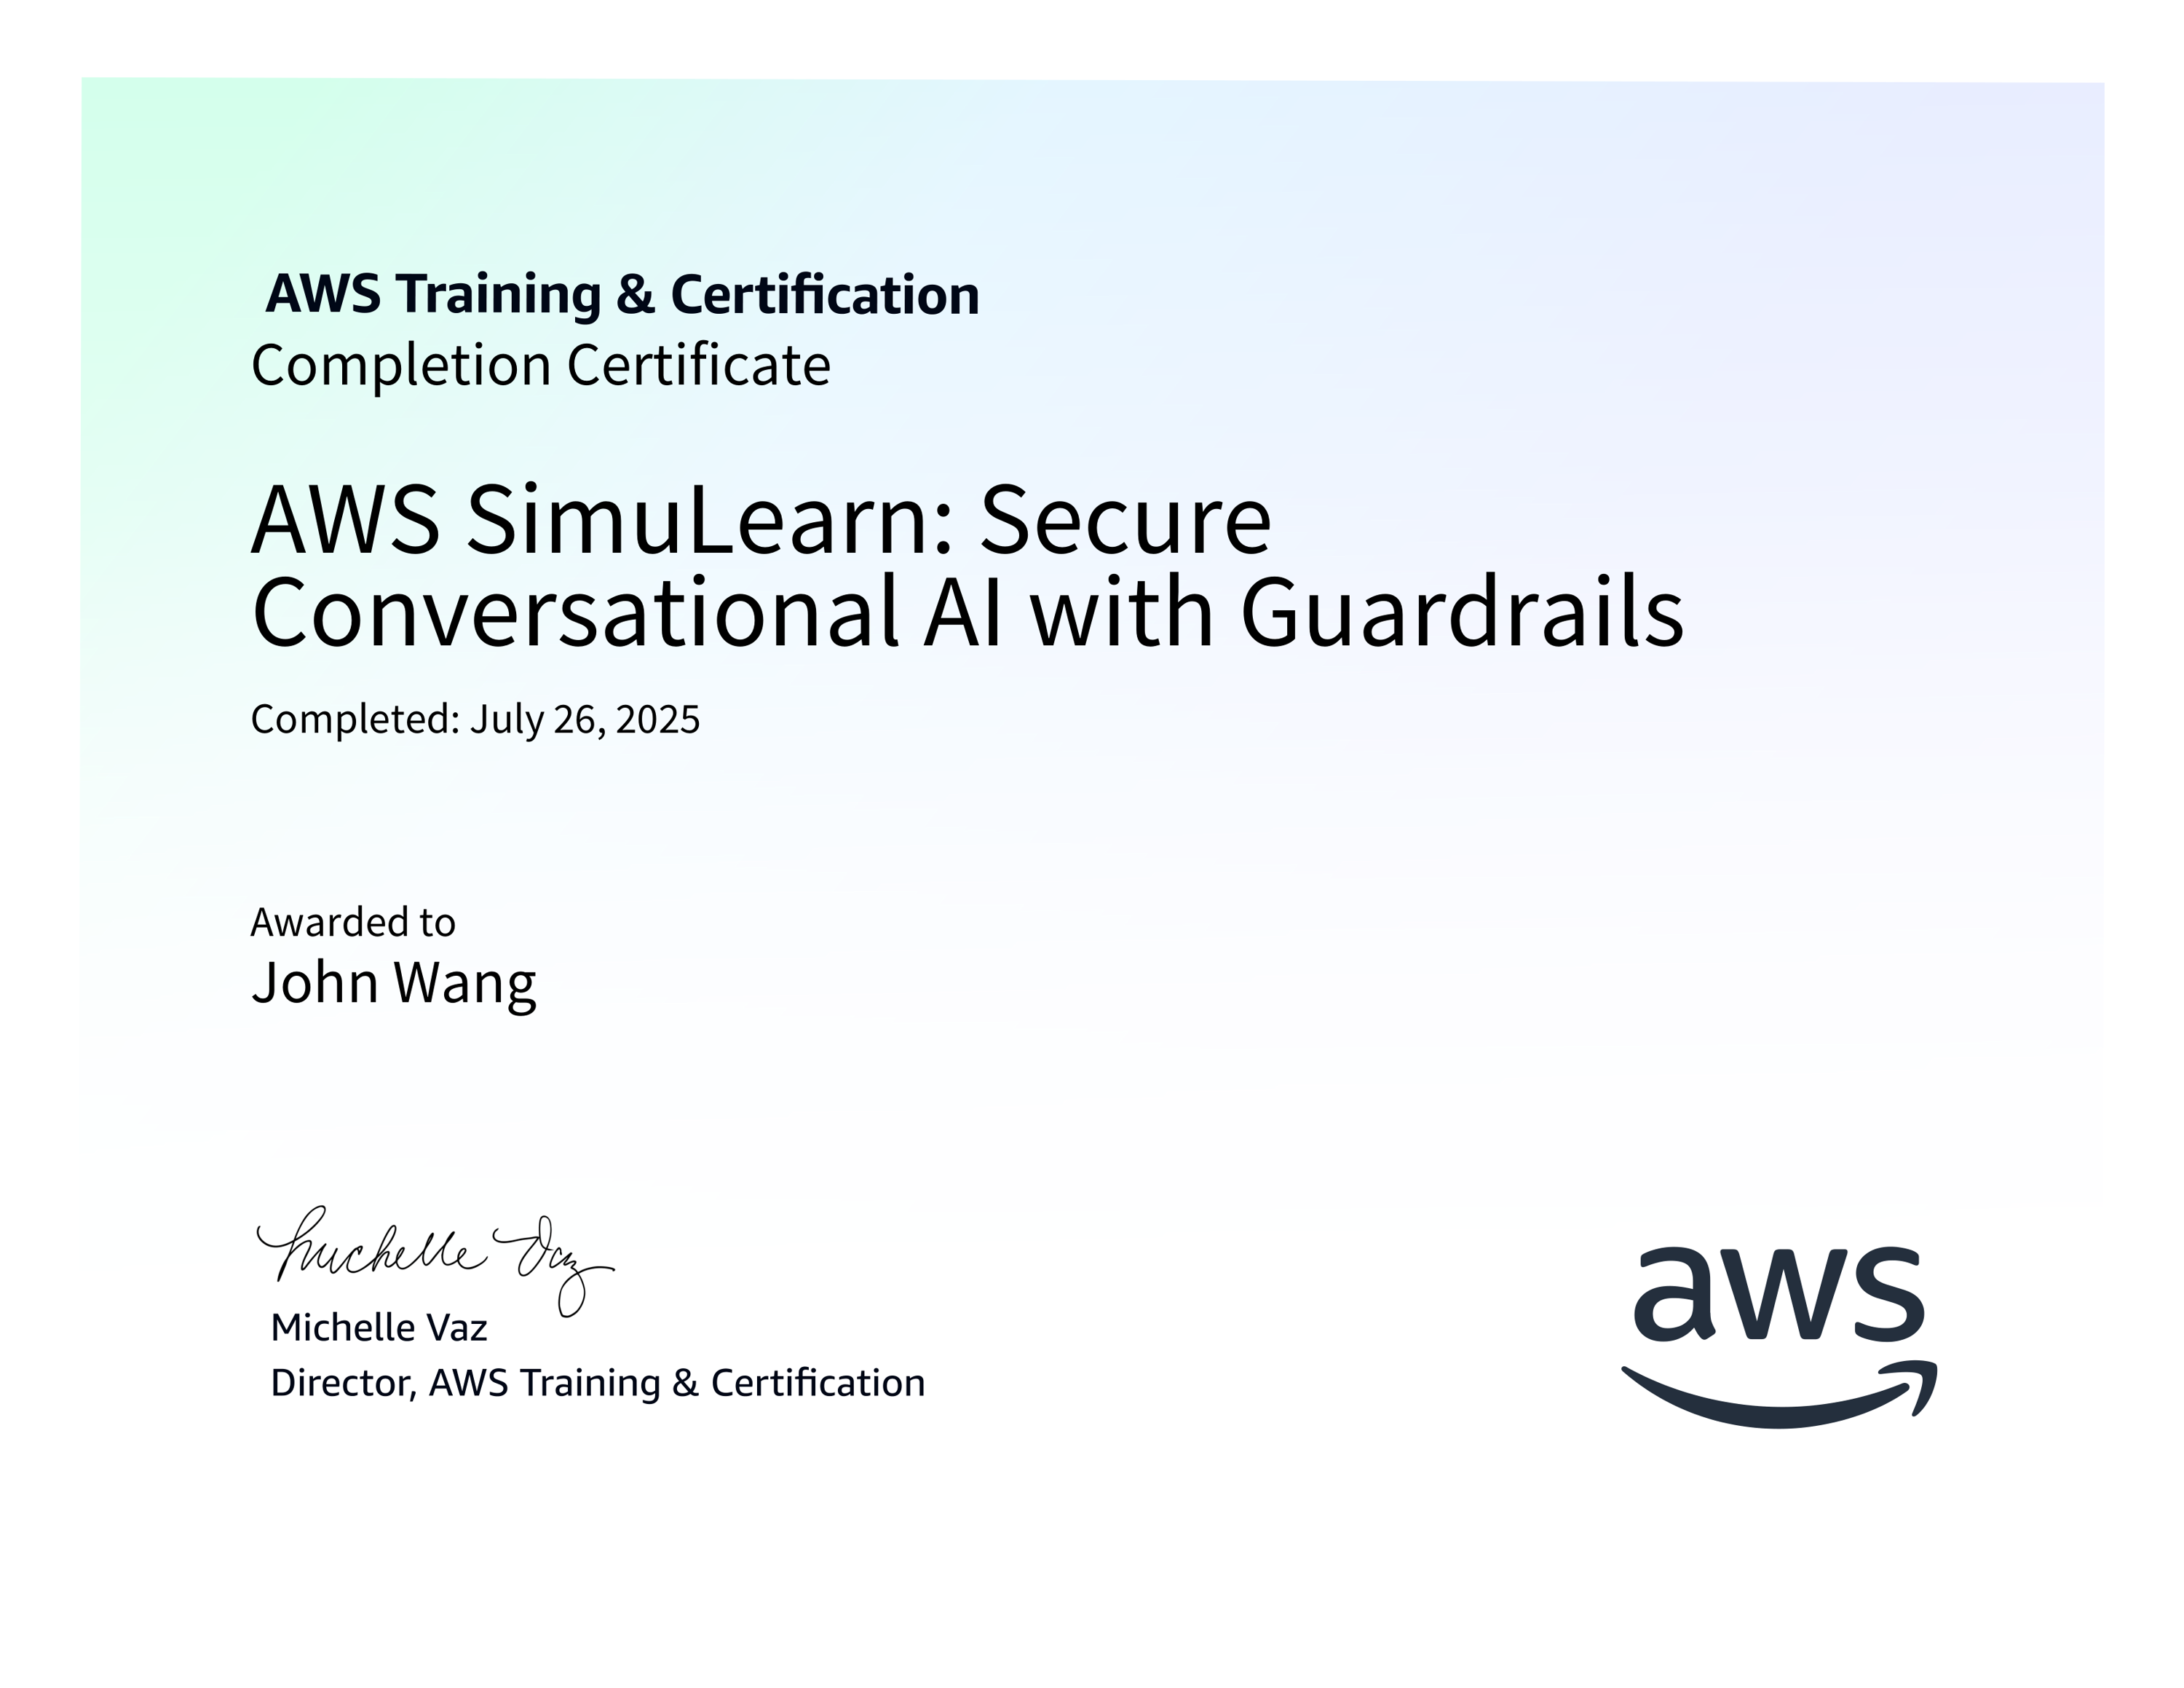 AWS Training & Certification
Completion Certificate
AWS SimuLearn: Secure
Conversational AI with Guardrails
Completed: July 26, 2025
Awarded to
John Wang
Michelle Vaz
Michelle Vaz
Director, AWS Training & Certification
aws